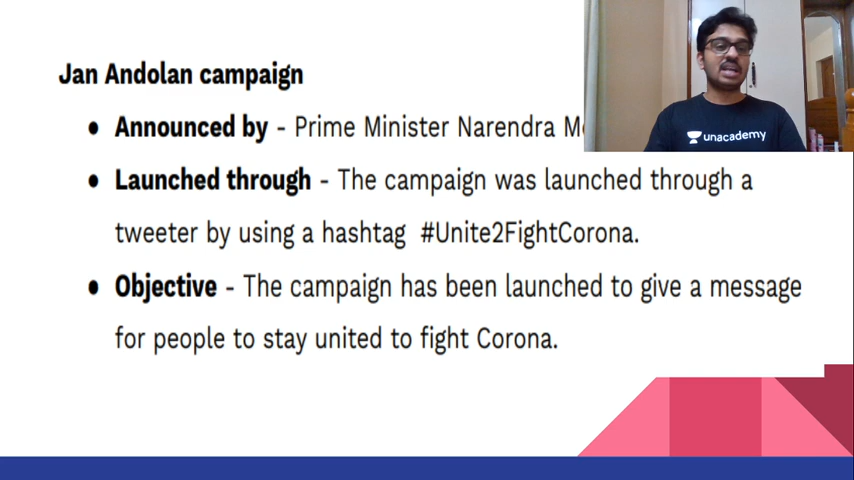 Jan Andolan campaign
● Announced by - Prime Minister Narendra
● Launched through - The campaign was launched through a
tweeter by using a hashtag #Unite2FightCorona.
● Objective - The campaign has been launched to give a message
for people to stay united to fight Corona.
unacademy